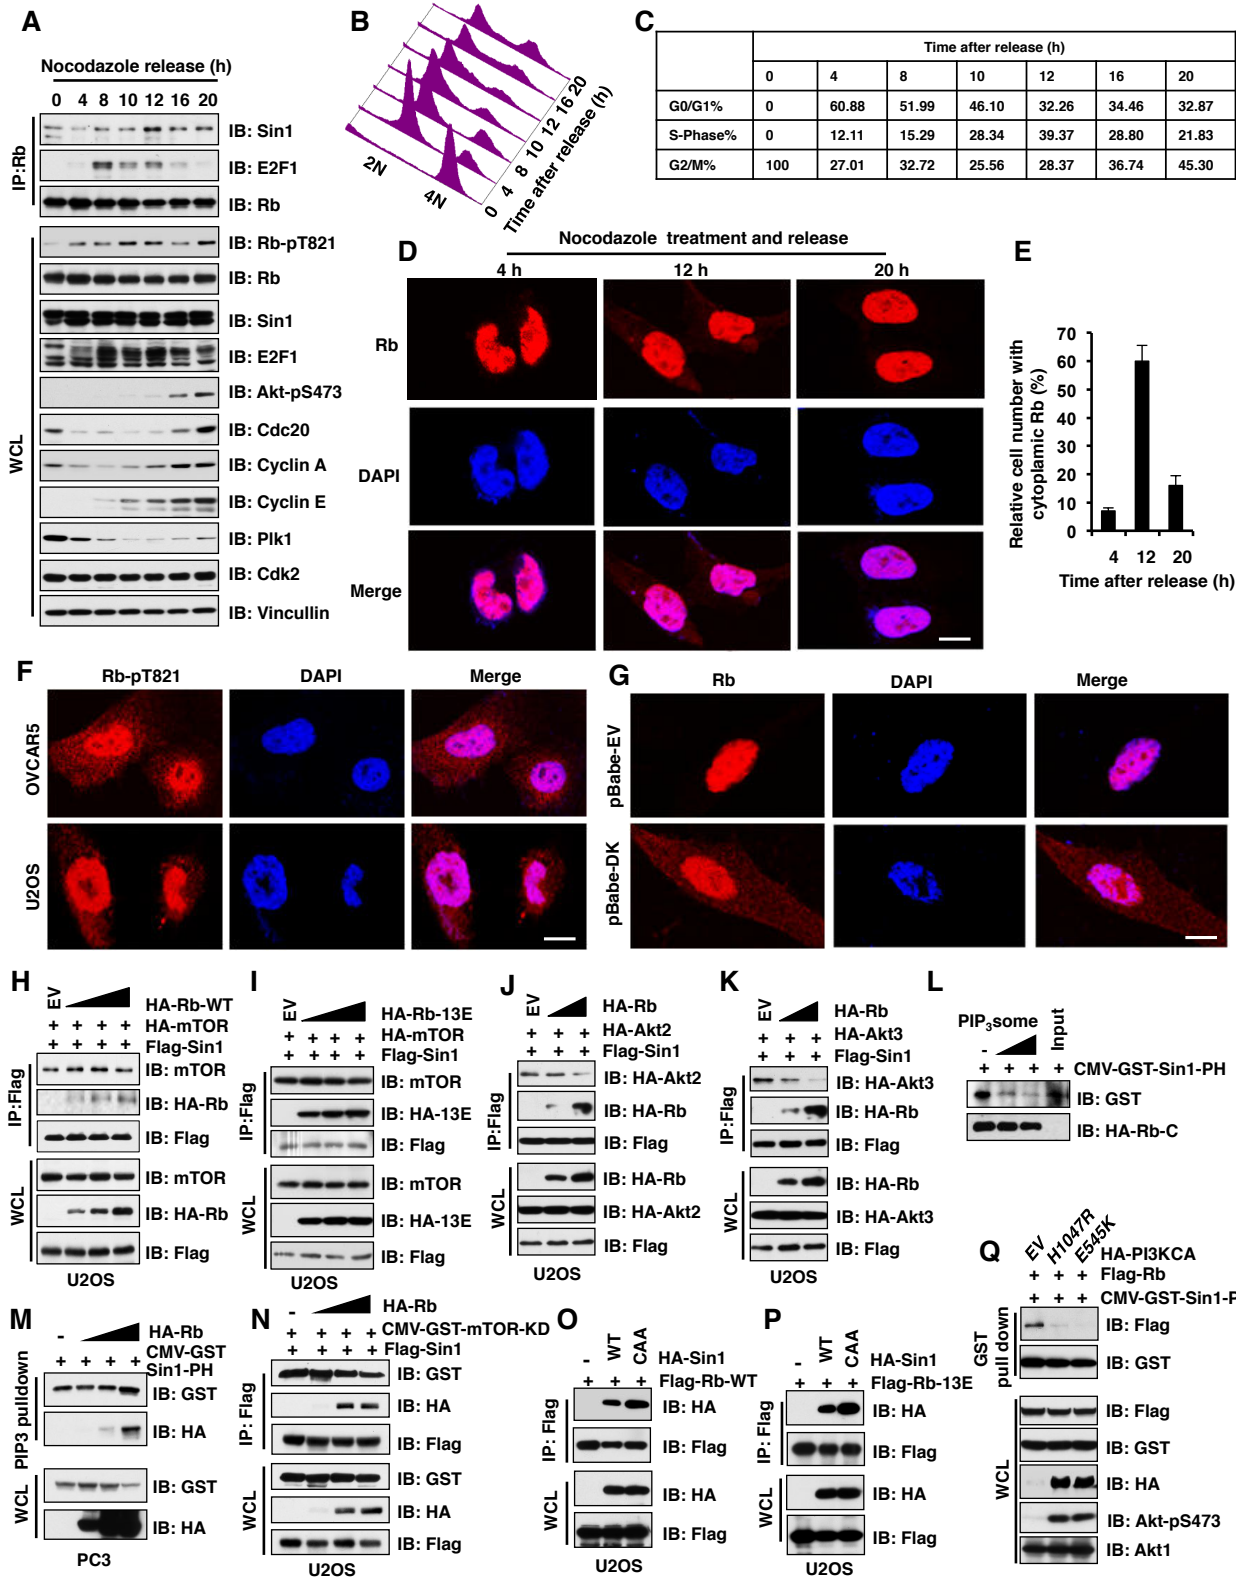 A
Nocodazole release (h)
0 4 8 10 12 16 20
IP:Rb
IB: Sin1
IB: E2F1
IB: Rb
WCL
IB: Rb-pT821
IB: Rb
IB: Sin1
IB: E2F1
IB: Akt-pS473
IB: Cdc20
IB: Cyclin A
IB: Cyclin E
IB: Plk1
IB: Cdk2
IB: Vincullin
B
2N
4N
0 4 8 10 12 16 20
Time after release (h)
C
Time after release (h)
0 4 8 10 12 16 20
G0/G1% 0 60.88 51.99 46.10 32.26 34.46 32.87
S-Phase% 0 12.11 15.29 28.34 39.37 28.80 21.83
G2/M% 100 27.01 32.72 25.56 28.37 36.74 45.30
D
Nocodazole treatment and release
4 h 12 h 20 h
Rb
DAPI
Merge
E
Relative cell number with
cytoplamic Rb (%)
70
60
50
40
30
20
10
0
4 12 20
Time after release (h)
F
Rb-pT821 DAPI Merge
OVCAR5
U2OS
G
Rb DAPI Merge
pBabe-EV
pBabe-DK
H
EV
HA-Rb-WT
+ + + + HA-mTOR
+ + + + Flag-Sin1
IP:Flag
IB: mTOR
IB: HA-Rb
IB: Flag
WCL
IB: mTOR
IB: HA-Rb
IB: Flag
U2OS
I
EV
HA-Rb-13E
+ + + + HA-mTOR
+ + + + Flag-Sin1
IP:Flag
IB: mTOR
IB: HA-13E
IB: Flag
WCL
IB: mTOR
IB: HA-13E
IB: Flag
U2OS
J
EV
HA-Rb
+ + + HA-Akt2
+ + + Flag-Sin1
IP:Flag
IB: HA-Akt2
IB: HA-Rb
IB: Flag
WCL
IB: HA-Rb
IB: HA-Akt2
IB: Flag
U2OS
K
EV
HA-Rb
+ + + HA-Akt3
+ + + Flag-Sin1
IP:Flag
IB: HA-Akt3
IB: HA-Rb
IB: Flag
WCL
IB: HA-Rb
IB: HA-Akt3
IB: Flag
U2OS
L
PIP3some
Input
-
+ + + + CMV-GST-Sin1-PH
IB: GST
IB: HA-Rb-C
M
- HA-Rb
+ + + + CMV-GST
Sin1-PH
PIP3 pulldown
IB: GST
IB: HA
WCL
IB: GST
IB: HA
PC3
N
- HA-Rb
+ + + + CMV-GST-mTOR-KD
+ + + + Flag-Sin1
IP: Flag
IB: GST
IB: HA
IB: Flag
WCL
IB: GST
IB: HA
IB: Flag
U2OS
O
- WT CAA HA-Sin1
+ + + Flag-Rb-WT
IP: Flag
IB: HA
IB: Flag
WCL
IB: HA
IB: Flag
U2OS
P
- WT CAA HA-Sin1
+ + + Flag-Rb-13E
IP: Flag
IB: HA
IB: Flag
WCL
IB: HA
IB: Flag
U2OS
Q
EV H1047R E545K HA-PI3KCA
+ + + Flag-Rb
+ + + CMV-GST-Sin1-P
GST
pull down
IB: Flag
IB: GST
WCL
IB: Flag
IB: GST
IB: HA
IB: Akt-pS473
IB: Akt1